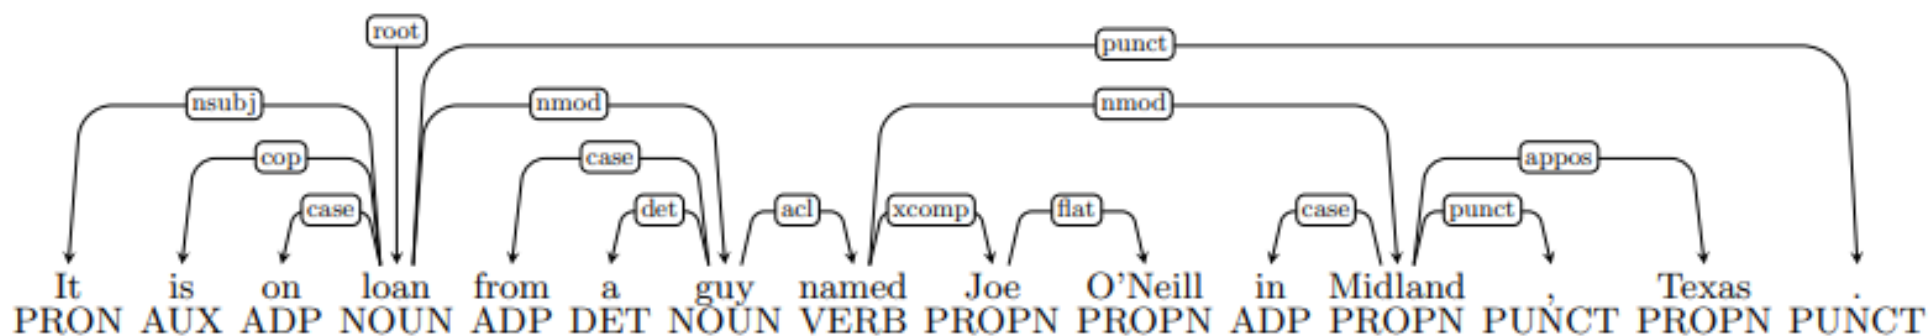 root
punct
nsubj nmod nmod
cop case appos
case det acl xcomp flat case punct
It is on loan from a guy named Joe O'Neill in Midland , Texas .
PRON AUX ADP NOUN ADP DET NOUN VERB PROPN PROPN ADP PROPN PUNCT PROPN PUNCT